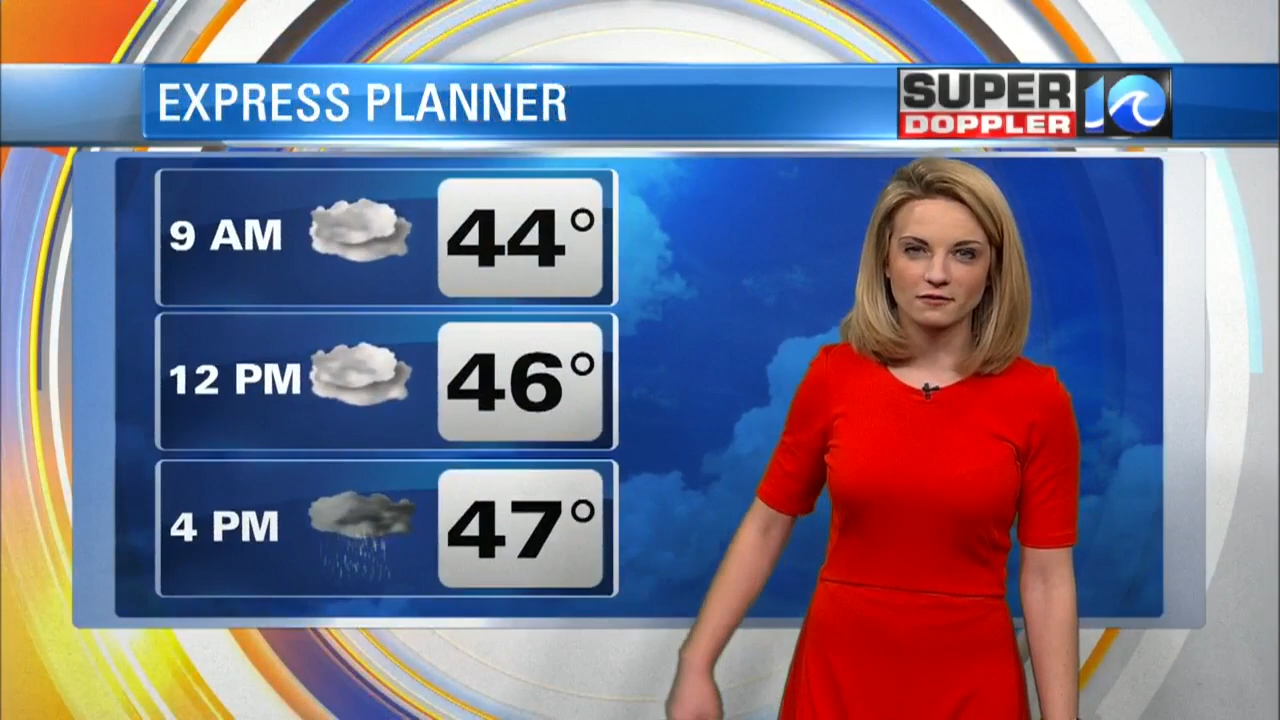 EXPRESS PLANNER
SUPER
DOPPLER 10
9 AM 44°
12 PM 46°
4 PM 47°